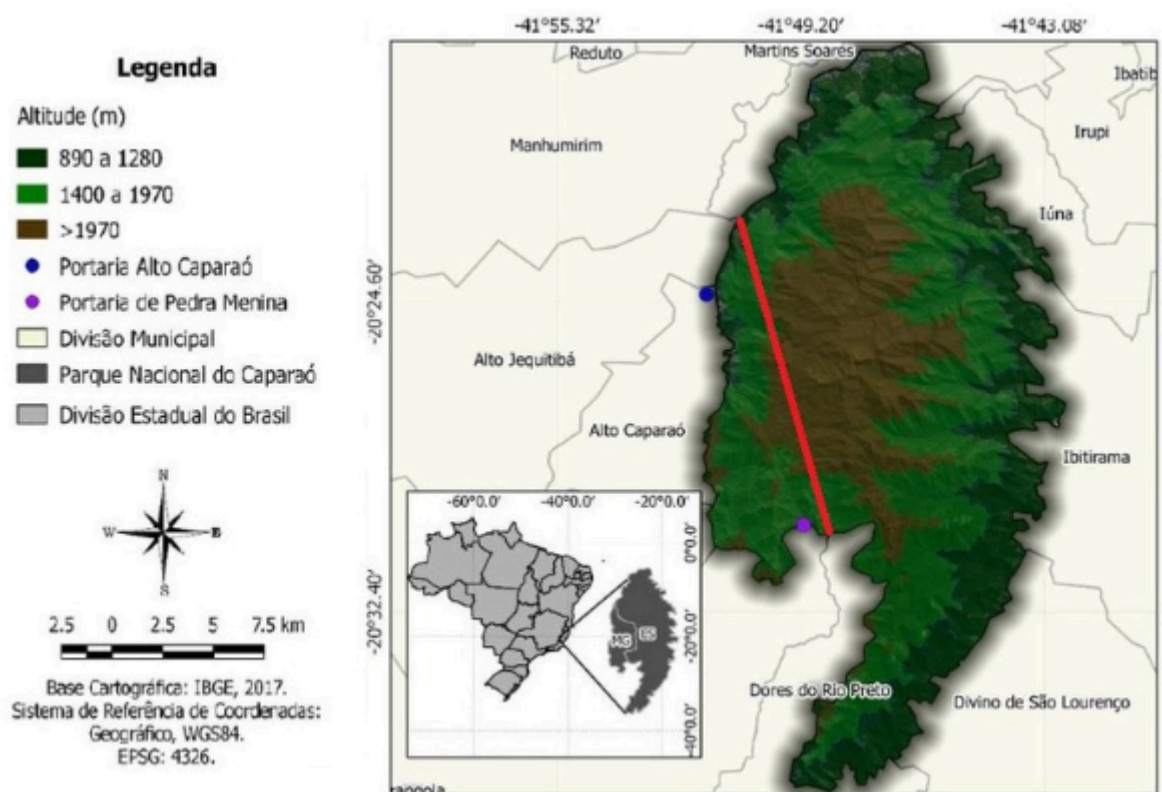 Legenda
Altitude (m)
890 a 1280
1400 a 1970
>1970
Portaria Alto Caparaó
Portaria de Pedra Menina
Divisão Municipal
Parque Nacional do Caparaó
Divisão Estadual do Brasil
N
W
E
S
2.5 0 2.5 5 7.5 km
Base Cartográfica: IBGE, 2017.
Sistema de Referência de Coordenadas:
Geográfico, WGS84.
EPSG: 4326.
-41°55.32' -41°49.20' -41°43.08'
-20°24.60'
-20°32.40'
Reduto
Martins Soares
Ibatib
Manhumirim
Irupi
Iúna
Alto Jequitibá
Alto Caparaó
Ibitirama
Dores do Rio Preto
Divino de São Lourenço
-60°0.0' -40°0.0' -20°0.0'
0°0.0'
-20°0.0'
-40°0.0'
MG
ES